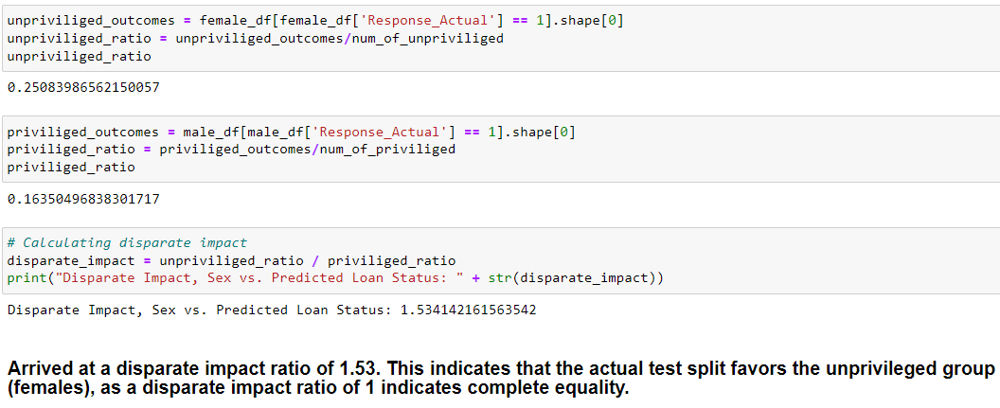 unpriviliged_outcomes = female_df[female_df['Response_Actual'] == 1].shape[0]
unpriviliged_ratio = unpriviliged_outcomes/num_of_unpriviliged
unpriviliged_ratio
0.25083986562150057
priviliged_outcomes = male_df[male_df['Response_Actual'] == 1].shape[0]
priviliged_ratio = priviliged_outcomes/num_of_priviliged
priviliged_ratio
0.16350496838301717
# Calculating disparate impact
disparate_impact = unpriviliged_ratio / priviliged_ratio
print("Disparate Impact, Sex vs. Predicted Loan Status: " + str(disparate_impact))
Disparate Impact, Sex vs. Predicted Loan Status: 1.534142161563542
Arrived at a disparate impact ratio of 1.53. This indicates that the actual test split favors the unprivileged group
(females), as a disparate impact ratio of 1 indicates complete equality.